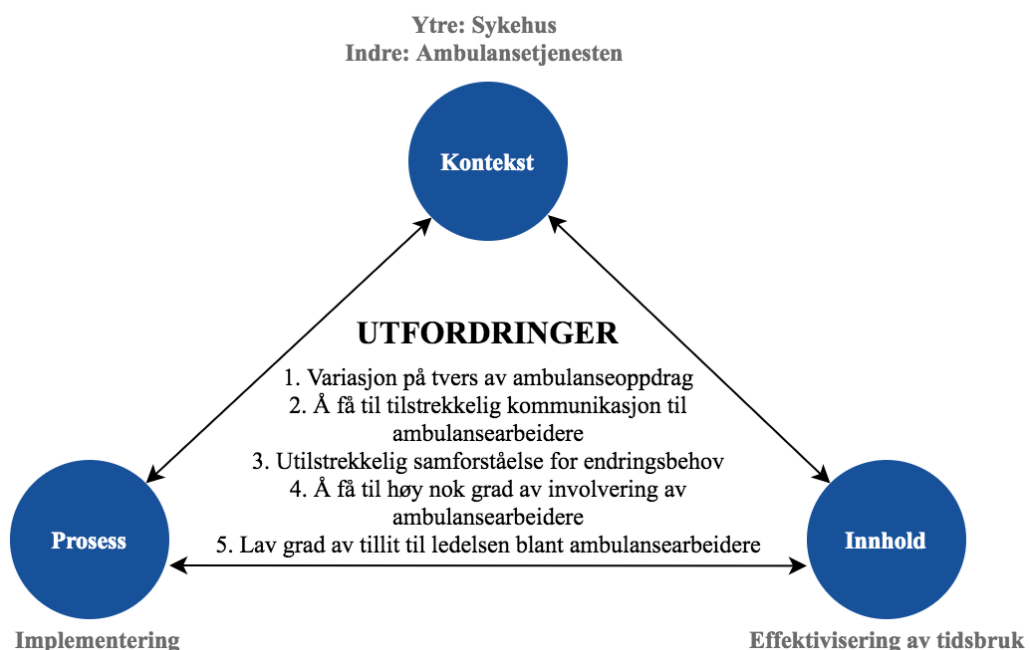 Ytre: Sykehus
Indre: Ambulansetjenesten
Kontekst
UTFORDRINGER
1. Variasjon på tvers av ambulanseoppdrag
2. Å få til tilstrekkelig kommunikasjon til
ambulansearbeidere
3. Utilstrekkelig samforståelse for endringsbehov
4. Å få til høy nok grad av involvering av
ambulansearbeidere
5. Lav grad av tillit til ledelsen blant ambulansearbeidere
Prosess
Innhold
Implementering
Effektivisering av tidsbruk